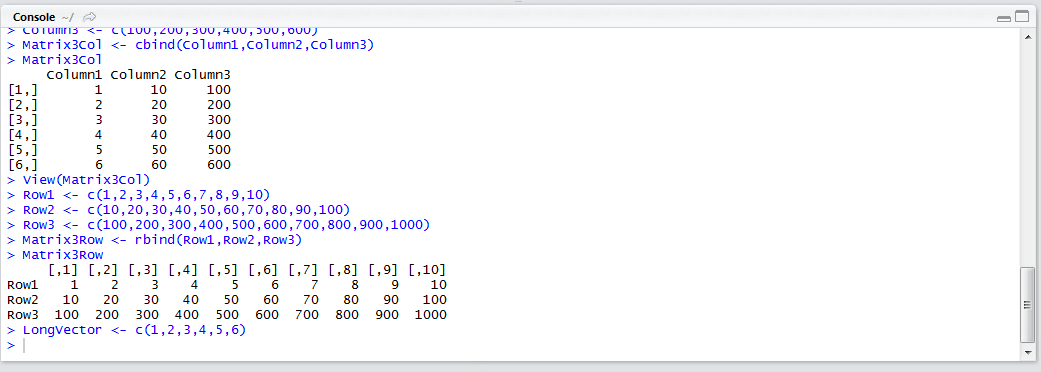 Console ~/
> Column3 <- c(100,200,300,400,500,600)
> Matrix3Col <- cbind(Column1,Column2,Column3)
> Matrix3Col
     Column1 Column2 Column3
[1,]       1      10     100
[2,]       2      20     200
[3,]       3      30     300
[4,]       4      40     400
[5,]       5      50     500
[6,]       6      60     600
> View(Matrix3Col)
> Row1 <- c(1,2,3,4,5,6,7,8,9,10)
> Row2 <- c(10,20,30,40,50,60,70,80,90,100)
> Row3 <- c(100,200,300,400,500,600,700,800,900,1000)
> Matrix3Row <- rbind(Row1,Row2,Row3)
> Matrix3Row
     [,1] [,2] [,3] [,4] [,5] [,6] [,7] [,8] [,9] [,10]
Row1    1    2    3    4    5    6    7    8    9    10
Row2   10   20   30   40   50   60   70   80   90   100
Row3  100  200  300  400  500  600  700  800  900  1000
> LongVector <- c(1,2,3,4,5,6)
>